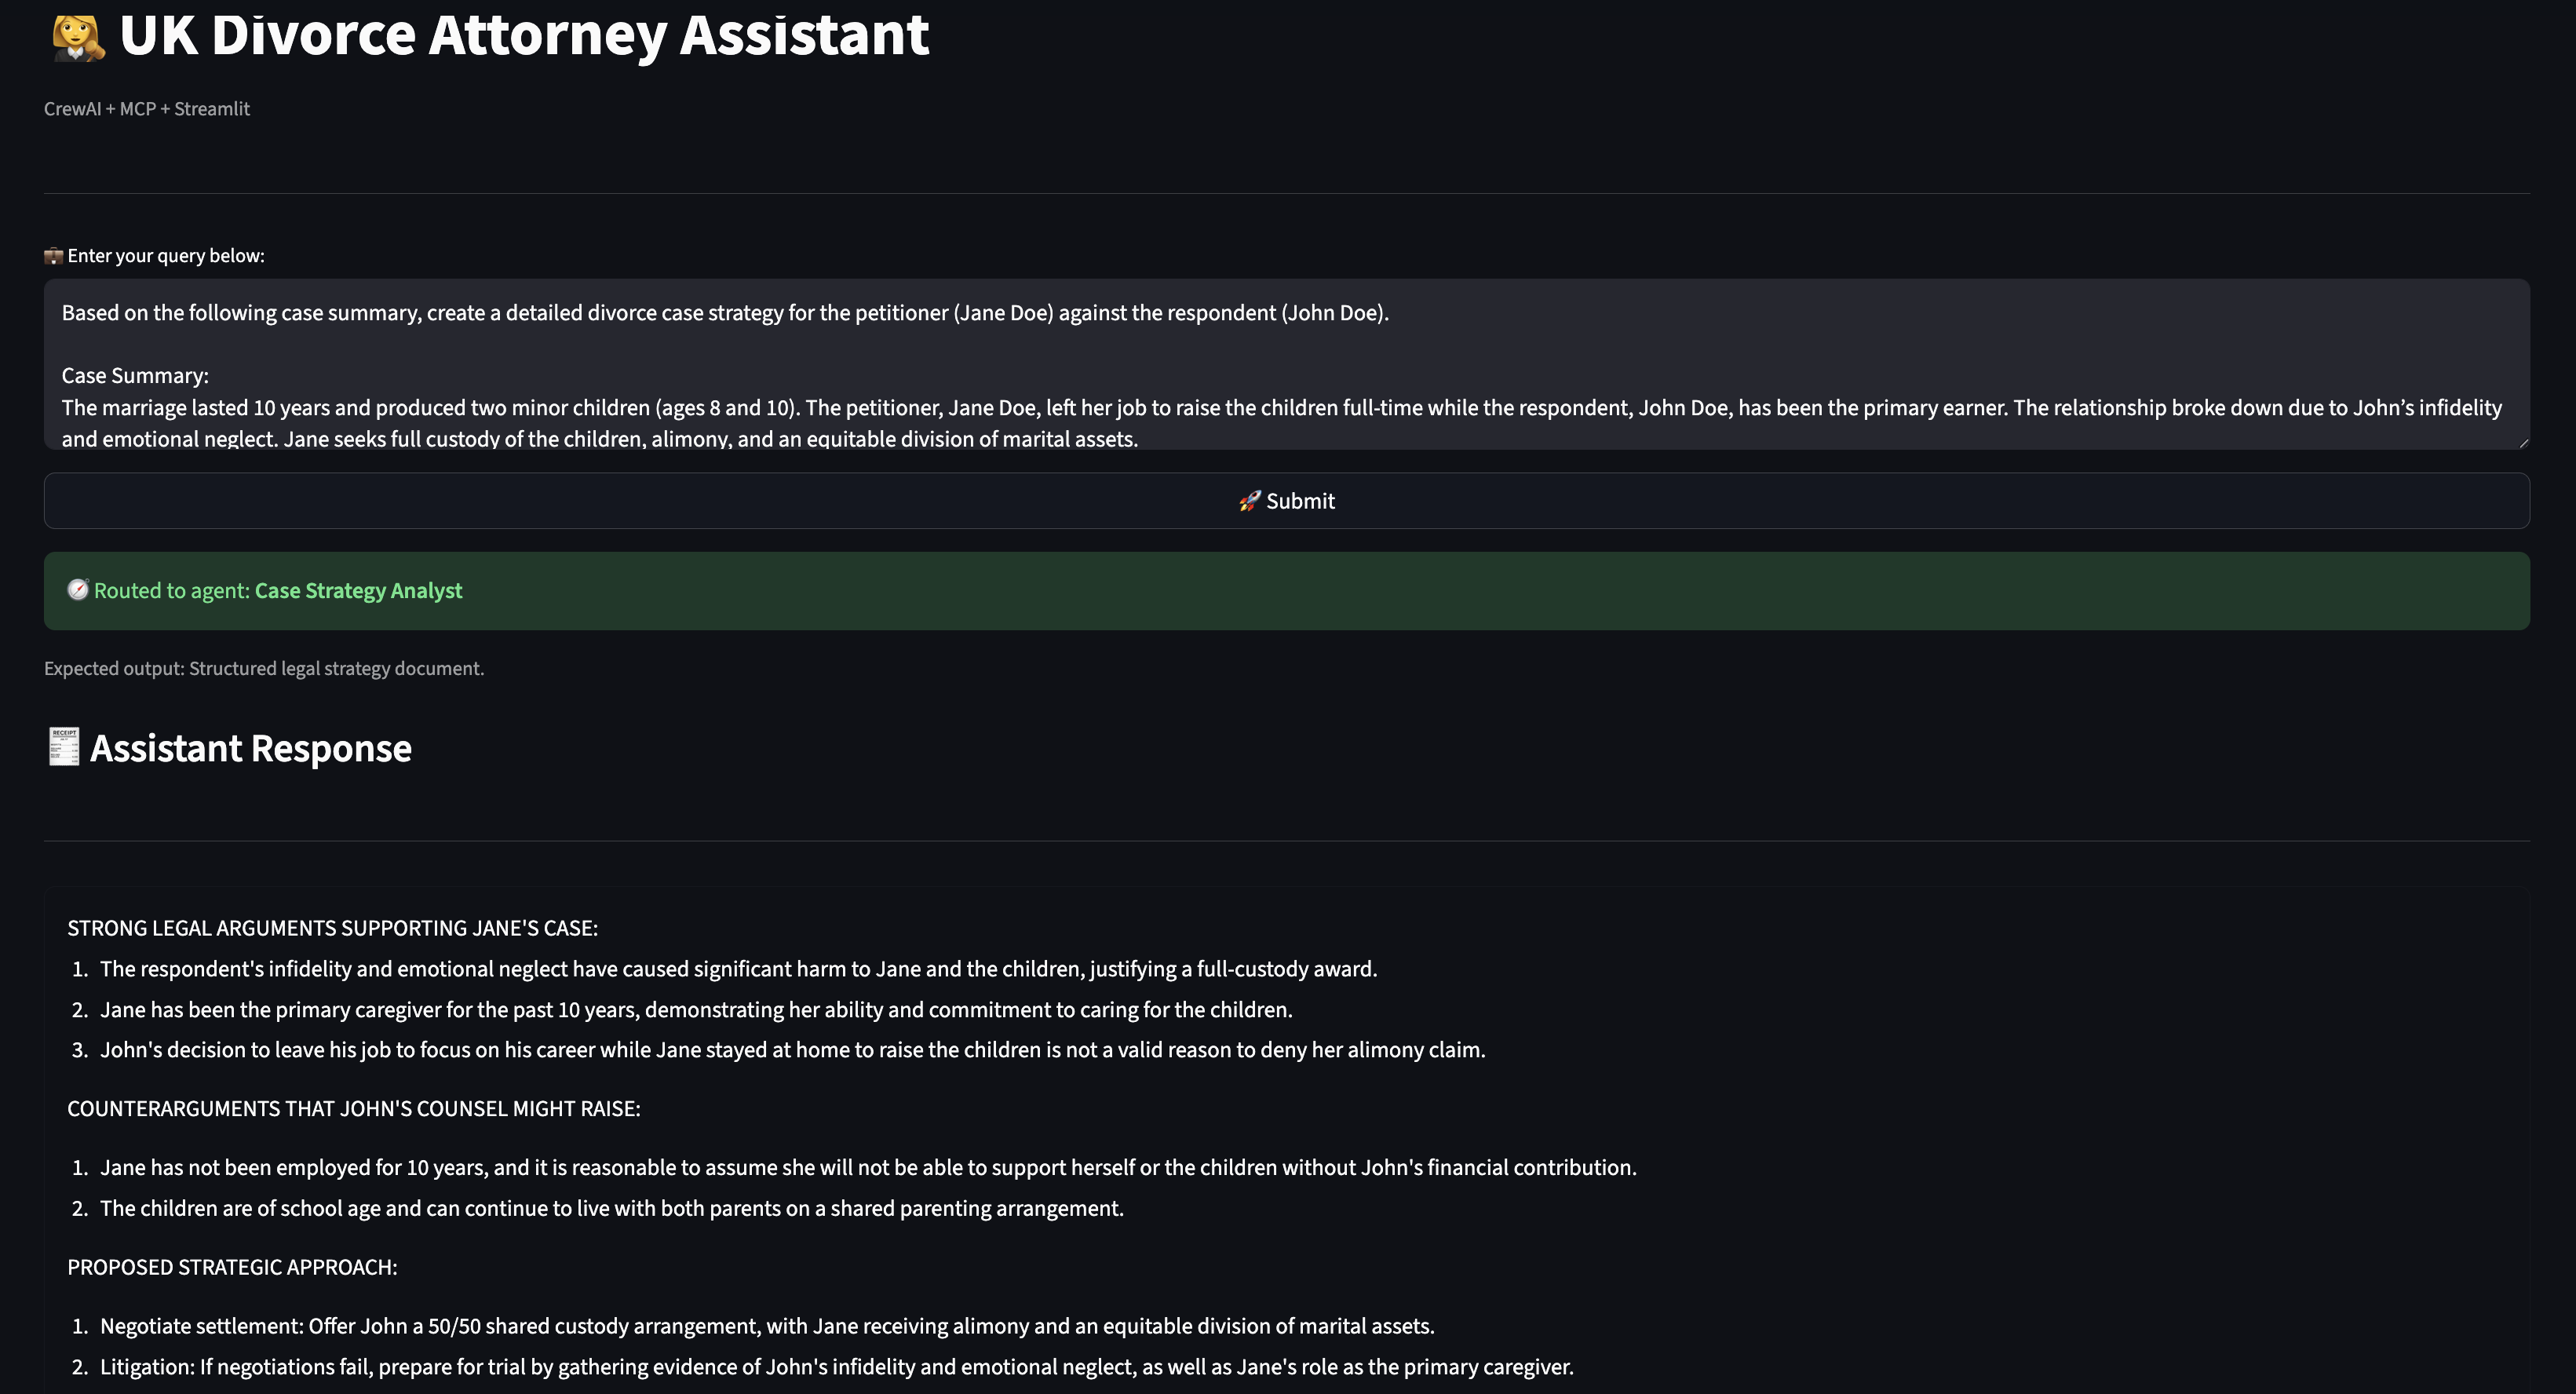 UK Divorce Attorney Assistant
CrewAI + MCP + Streamlit
Enter your query below:
Based on the following case summary, create a detailed divorce case strategy for the petitioner (Jane Doe) against the respondent (John Doe).
Case Summary:
The marriage lasted 10 years and produced two minor children (ages 8 and 10). The petitioner, Jane Doe, left her job to raise the children full-time while the respondent, John Doe, has been the primary earner. The relationship broke down due to John’s infidelity
and emotional neglect. Jane seeks full custody of the children, alimony, and an equitable division of marital assets.
Submit
Routed to agent: Case Strategy Analyst
Expected output: Structured legal strategy document.
Assistant Response
STRONG LEGAL ARGUMENTS SUPPORTING JANE'S CASE:
1. The respondent's infidelity and emotional neglect have caused significant harm to Jane and the children, justifying a full-custody award.
2. Jane has been the primary caregiver for the past 10 years, demonstrating her ability and commitment to caring for the children.
3. John's decision to leave his job to focus on his career while Jane stayed at home to raise the children is not a valid reason to deny her alimony claim.
COUNTERARGUMENTS THAT JOHN'S COUNSEL MIGHT RAISE:
1. Jane has not been employed for 10 years, and it is reasonable to assume she will not be able to support herself or the children without John's financial contribution.
2. The children are of school age and can continue to live with both parents on a shared parenting arrangement.
PROPOSED STRATEGIC APPROACH:
1. Negotiate settlement: Offer John a 50/50 shared custody arrangement, with Jane receiving alimony and an equitable division of marital assets.
2. Litigation: If negotiations fail, prepare for trial by gathering evidence of John's infidelity and emotional neglect, as well as Jane's role as the primary caregiver.